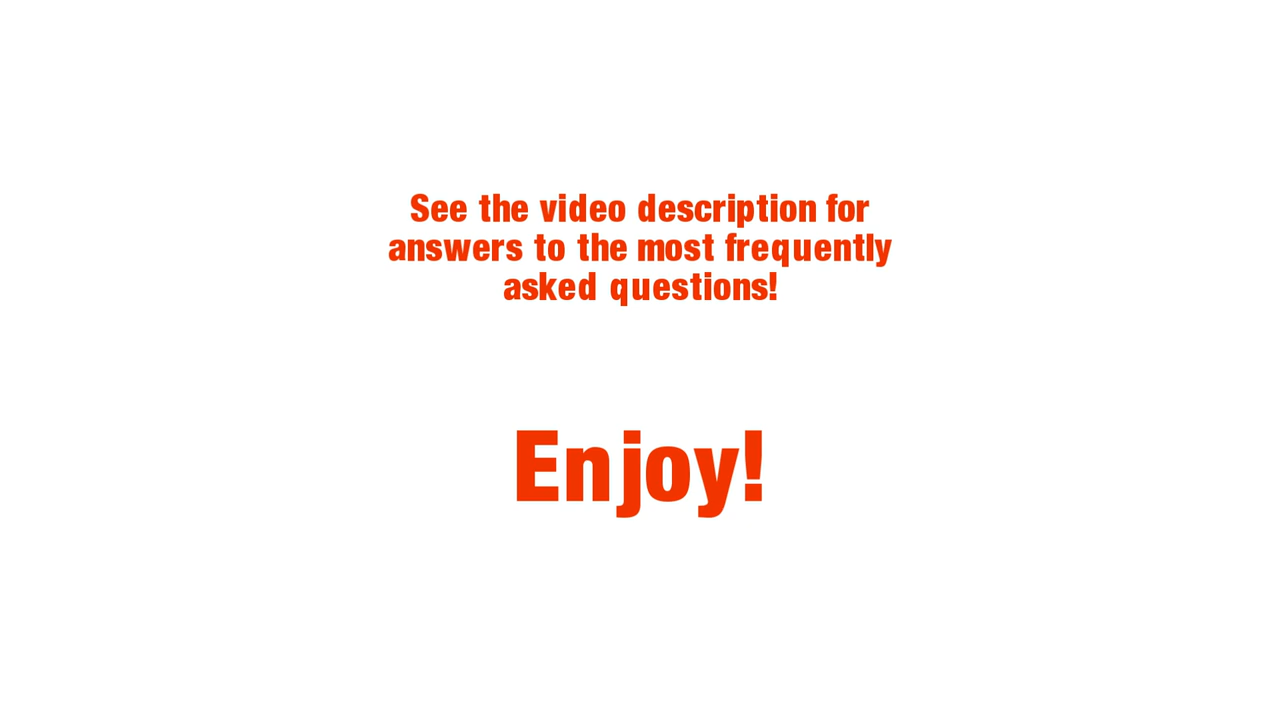 See the video description for
answers to the most frequently
asked questions!
Enjoy!